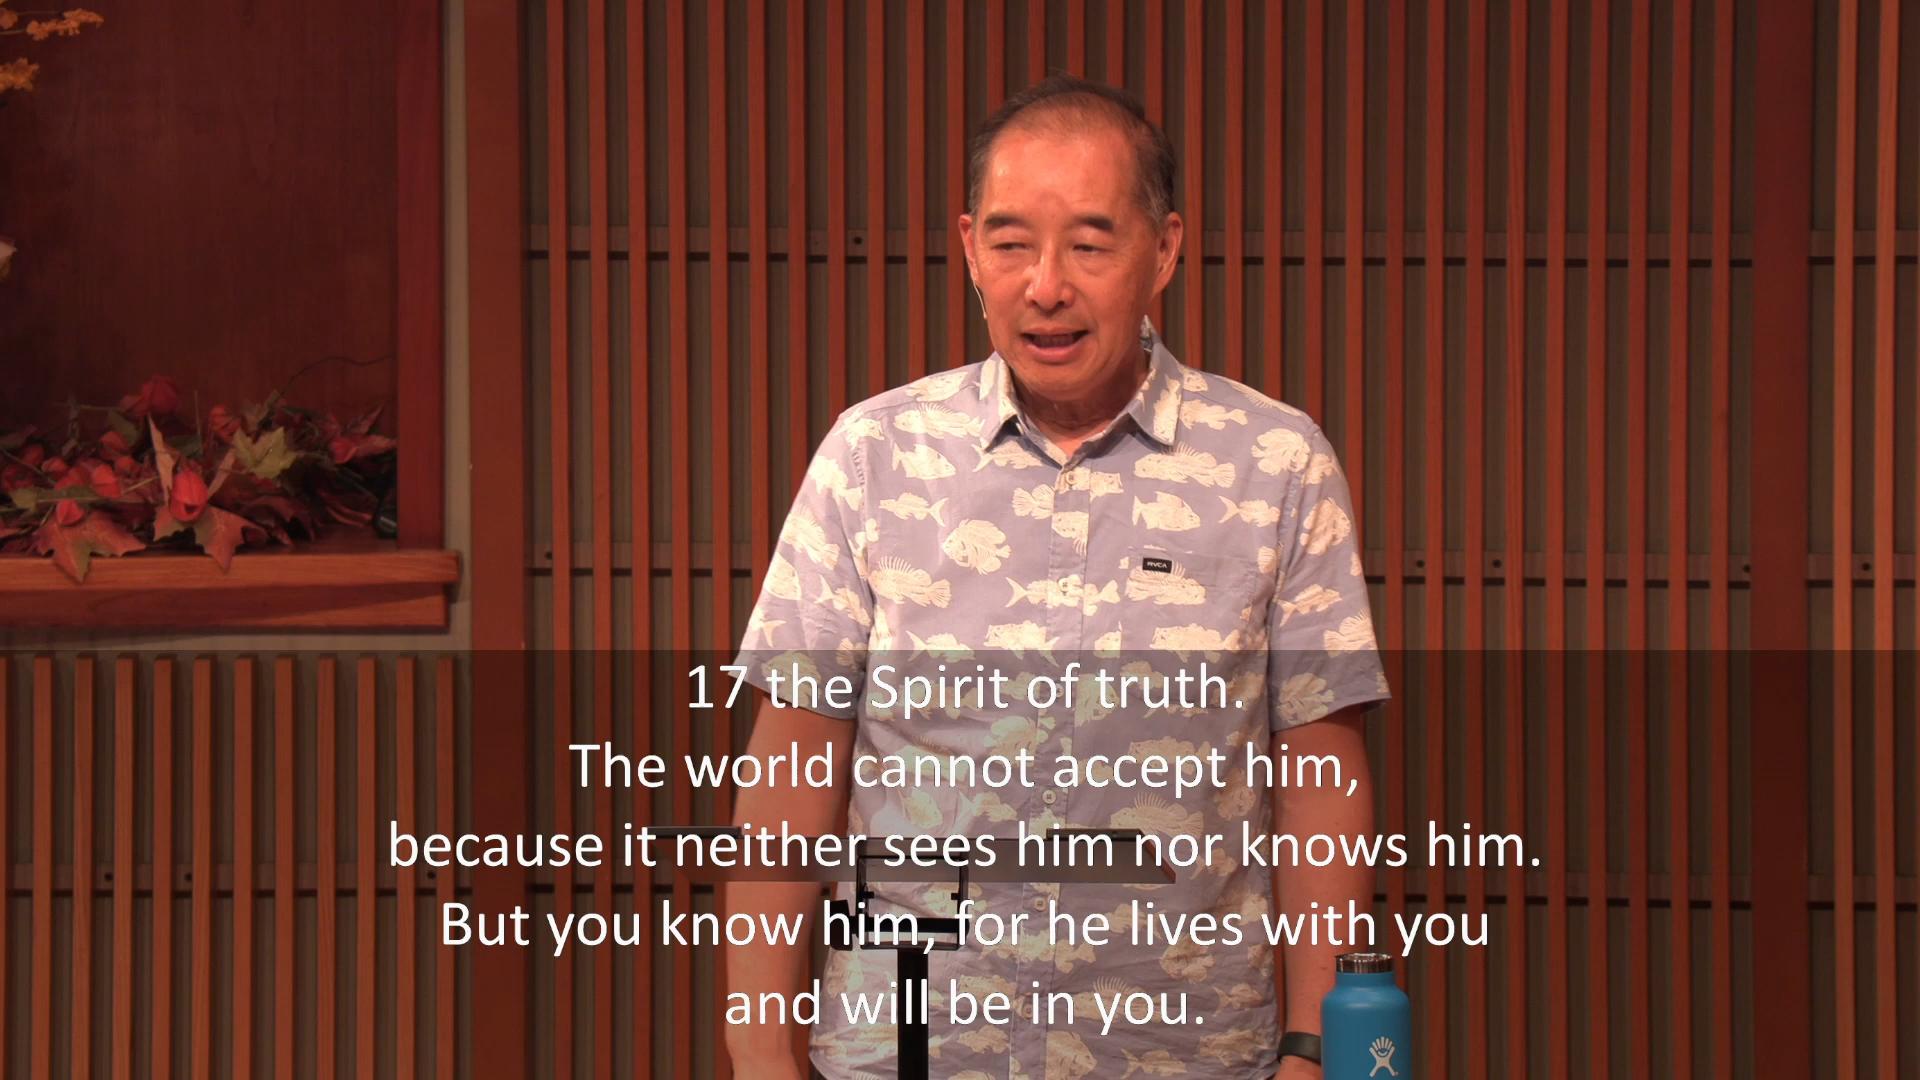 RVCA
17 the Spirit of truth.
The world cannot accept him,
because it neither sees him nor knows him.
But you know him, for he lives with you
and will be in you.